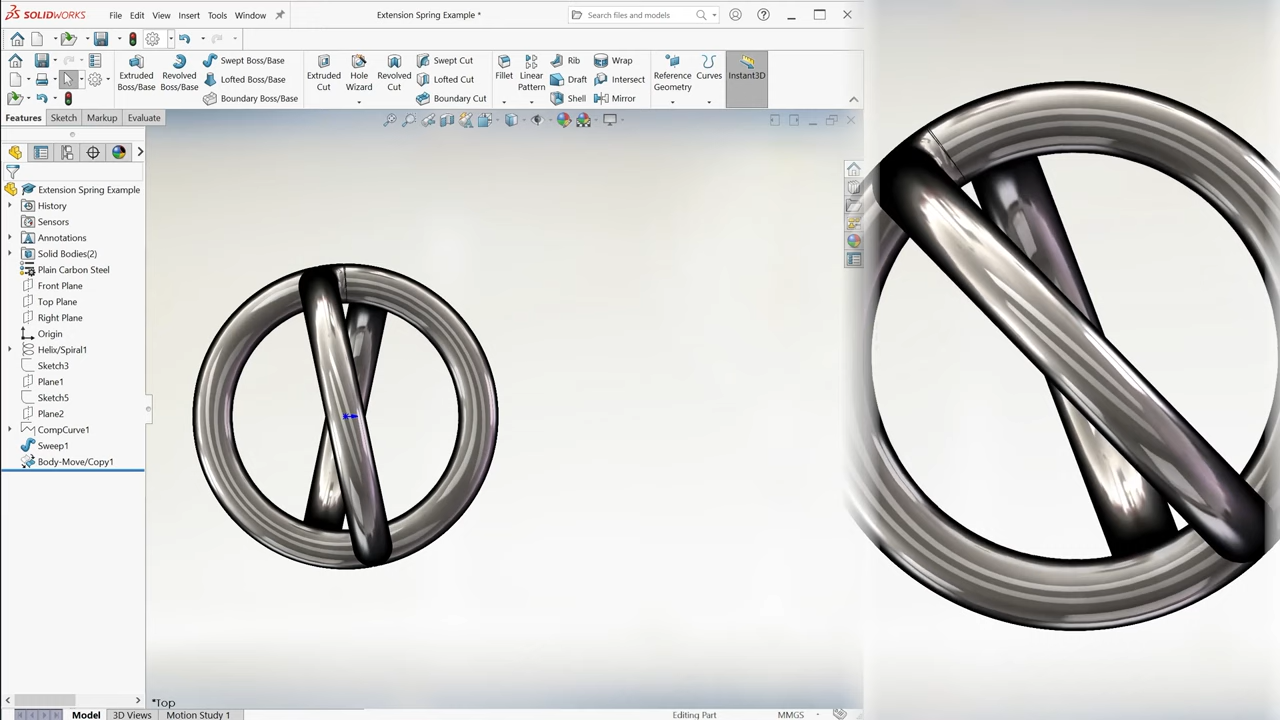 SOLIDWORKS File Edit View Insert Tools Window Extension Spring Example * Search files and models
Extruded Boss/Base
Revolved Boss/Base
Swept Boss/Base
Lofted Boss/Base
Boundary Boss/Base
Extruded Cut
Hole Wizard
Revolved Cut
Swept Cut
Lofted Cut
Boundary Cut
Fillet
Linear Pattern
Rib
Draft
Shell
Wrap
Intersect
Mirror
Reference Geometry
Curves
Instant3D
Features Sketch Markup Evaluate
Extension Spring Example
History
Sensors
Annotations
Solid Bodies(2)
Plain Carbon Steel
Front Plane
Top Plane
Right Plane
Origin
Helix/Spiral1
Sketch3
Plane1
Sketch5
Plane2
CompCurve1
Sweep1
Body-Move/Copy1
*Top
Model 3D Views Motion Study 1 Editing Part MMGS